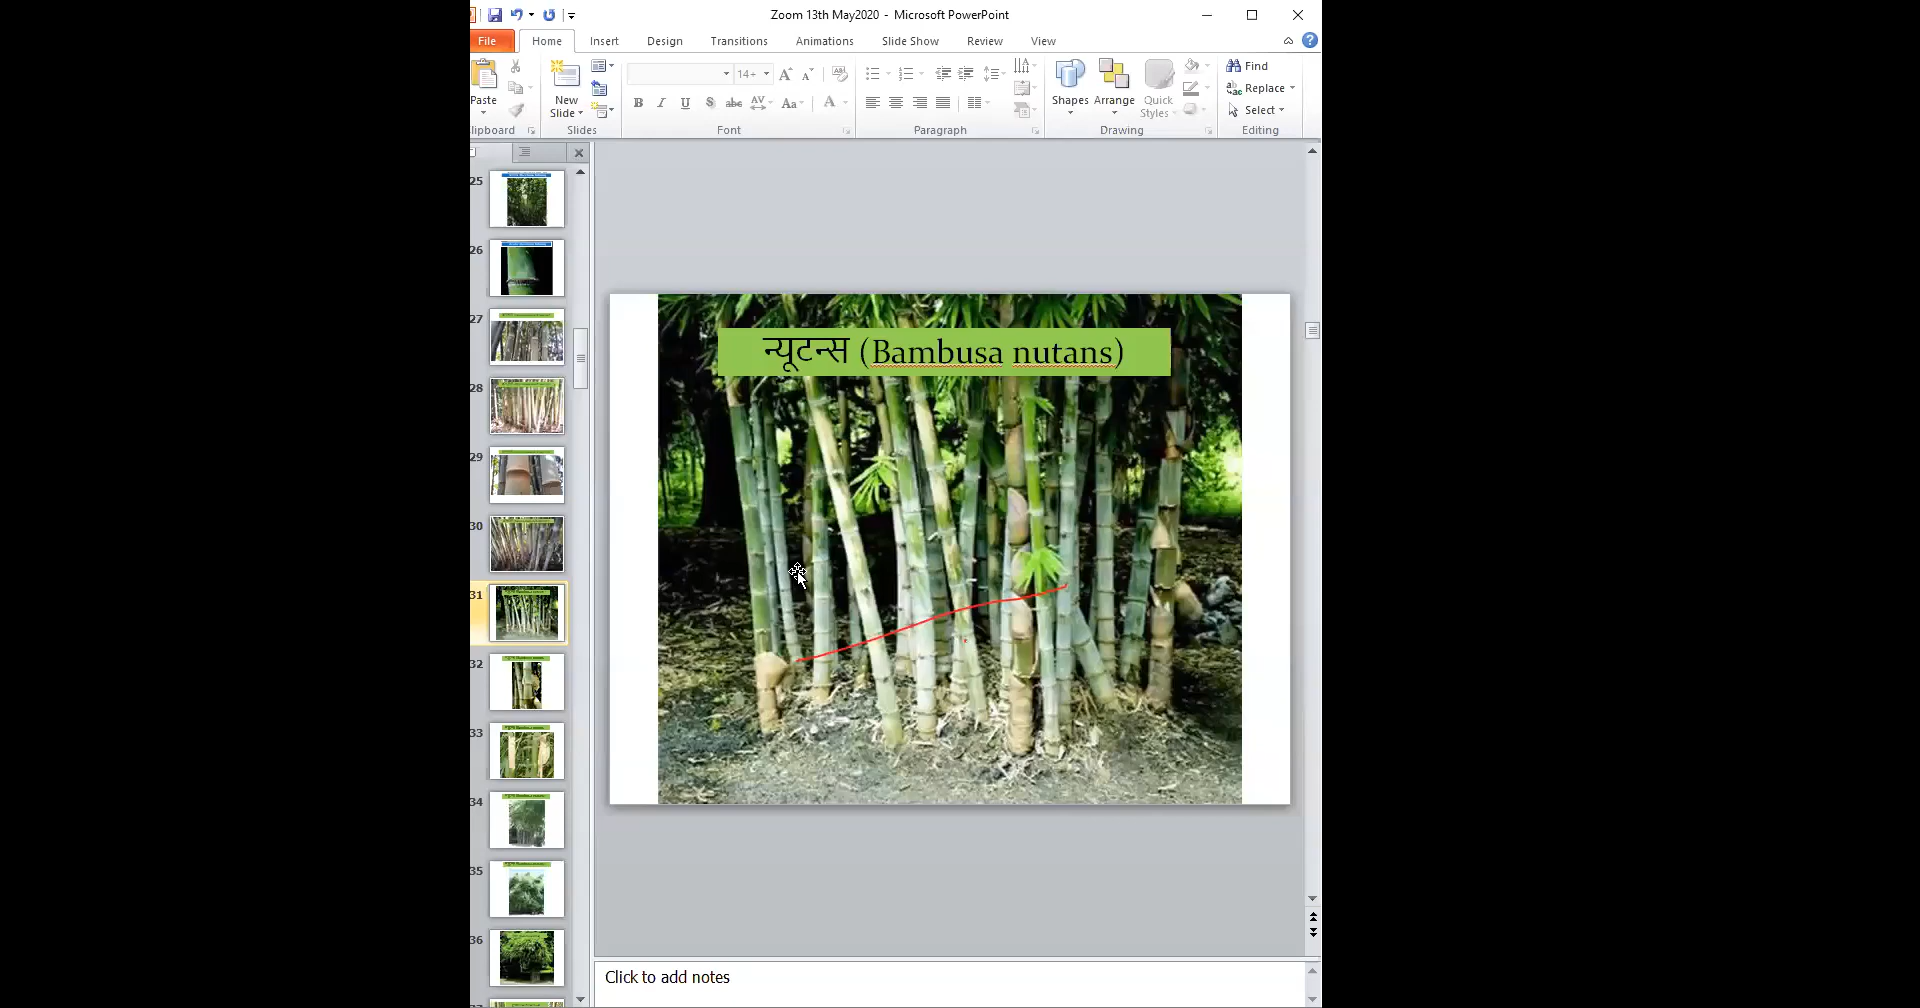 Zoom 13th May2020 - Microsoft PowerPoint
File Home Insert Design Transitions Animations Slide Show Review View
Paste
New Slide
14+
Shapes Arrange Quick Styles
Find
Replace
Select
lipboard Slides Font Paragraph Drawing Editing
25
26
27
28
29
30
31
32
33
34
35
36
न्यूटन्स (Bambusa nutans)
Click to add notes